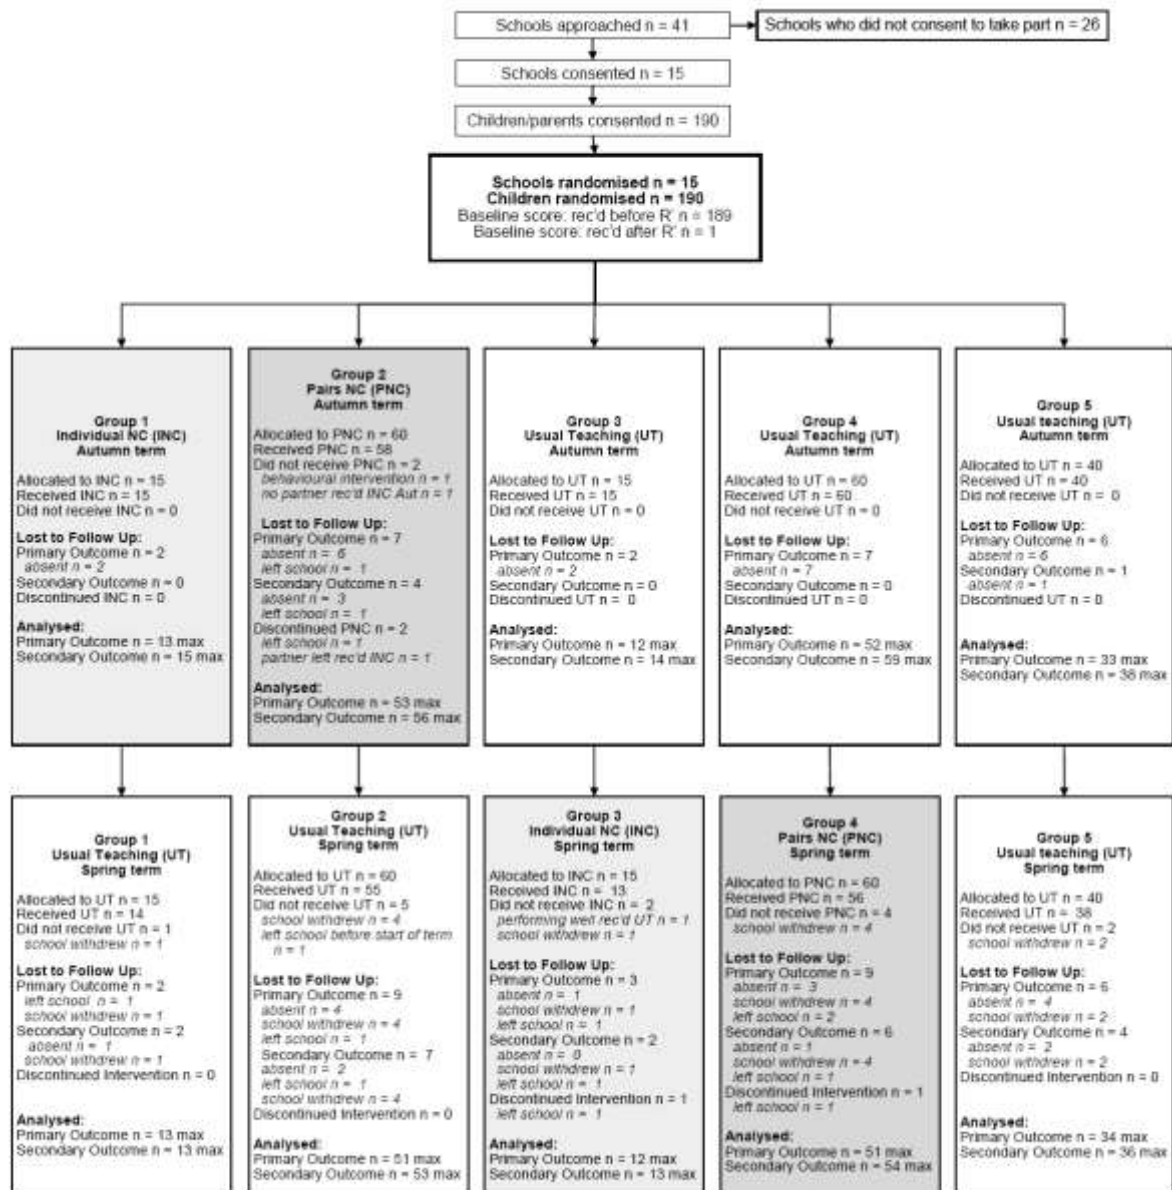 Schools approached n = 41
Schools who did not consent to take part n = 26
Schools consented n = 15
Children/parents consented n = 190
Schools randomised n = 15
Children randomised n = 190
Baseline score: rec'd before R' n = 189
Baseline score: rec'd after R' n = 1
Group 1
Individual NC (INC)
Autumn term
Allocated to INC n = 15
Received INC n = 15
Did not receive INC n = 0
Lost to Follow Up:
Primary Outcome n = 2
absent n = 2
Secondary Outcome n = 0
Discontinued INC n = 0
Analysed:
Primary Outcome n = 13 max
Secondary Outcome n = 15 max
Group 2
Pairs NC (PNC)
Autumn term
Allocated to PNC n = 60
Received PNC n = 58
Did not receive PNC n = 2
behavioural intervention n = 1
no partner rec'd INC Aut n = 1
Lost to Follow Up:
Primary Outcome n = 7
absent n = 6
left school n = 1
Secondary Outcome n = 4
absent n = 3
left school n = 1
Discontinued PNC n = 2
left school n = 1
partner left rec'd INC n = 1
Analysed:
Primary Outcome n = 53 max
Secondary Outcome n = 56 max
Group 3
Usual Teaching (UT)
Autumn term
Allocated to UT n = 15
Received UT n = 15
Did not receive UT n = 0
Lost to Follow Up:
Primary Outcome n = 2
absent n = 2
Secondary Outcome n = 0
Discontinued UT n = 0
Analysed:
Primary Outcome n = 12 max
Secondary Outcome n = 14 max
Group 4
Usual Teaching (UT)
Autumn term
Allocated to UT n = 60
Received UT n = 60
Did not receive UT n = 0
Lost to Follow Up:
Primary Outcome n = 7
absent n = 7
Secondary Outcome n = 0
Discontinued UT n = 0
Analysed:
Primary Outcome n = 52 max
Secondary Outcome n = 59 max
Group 5
Usual teaching (UT)
Autumn term
Allocated to UT n = 40
Received UT n = 40
Did not receive UT n = 0
Lost to Follow Up:
Primary Outcome n = 6
absent n = 6
Secondary Outcome n = 1
absent n = 1
Discontinued UT n = 0
Analysed:
Primary Outcome n = 33 max
Secondary Outcome n = 38 max
Group 1
Usual Teaching (UT)
Spring term
Allocated to UT n = 15
Received UT n = 14
Did not receive UT n = 1
school withdrew n = 1
Lost to Follow Up:
Primary Outcome n = 2
left school n = 1
school withdrew n = 1
Secondary Outcome n = 2
absent n = 1
school withdrew n = 1
Discontinued Intervention n = 0
Analysed:
Primary Outcome n = 13 max
Secondary Outcome n = 13 max
Group 2
Usual Teaching (UT)
Spring term
Allocated to UT n = 60
Received UT n = 55
Did not receive UT n = 5
school withdrew n = 4
left school before start of term
n = 1
Lost to Follow Up:
Primary Outcome n = 9
absent n = 4
school withdrew n = 4
left school n = 1
Secondary Outcome n = 7
absent n = 2
left school n = 1
school withdrew n = 4
Discontinued Intervention n = 0
Analysed:
Primary Outcome n = 51 max
Secondary Outcome n = 53 max
Group 3
Individual NC (INC)
Spring term
Allocated to INC n = 15
Received INC n = 13
Did not receive INC n = 2
performing well rec'd UT n = 1
school withdrew n = 1
Lost to Follow Up:
Primary Outcome n = 3
absent n = 1
school withdrew n = 1
left school n = 1
Secondary Outcome n = 2
absent n = 0
school withdrew n = 1
left school n = 1
Discontinued Intervention n = 1
left school n = 1
Analysed:
Primary Outcome n = 12 max
Secondary Outcome n = 13 max
Group 4
Pairs NC (PNC)
Spring term
Allocated to PNC n = 60
Received PNC n = 56
Did not receive PNC n = 4
school withdrew n = 4
Lost to Follow Up:
Primary Outcome n = 9
absent n = 3
school withdrew n = 4
left school n = 2
Secondary Outcome n = 6
absent n = 1
school withdrew n = 4
left school n = 1
Discontinued Intervention n = 1
left school n = 1
Analysed:
Primary Outcome n = 51 max
Secondary Outcome n = 54 max
Group 5
Usual teaching (UT)
Spring term
Allocated to UT n = 40
Received UT n = 38
Did not receive UT n = 2
school withdrew n = 2
Lost to Follow Up:
Primary Outcome n = 6
absent n = 4
school withdrew n = 2
Secondary Outcome n = 4
absent n = 2
school withdrew n = 2
Discontinued Intervention n = 0
Analysed:
Primary Outcome n = 34 max
Secondary Outcome n = 36 max